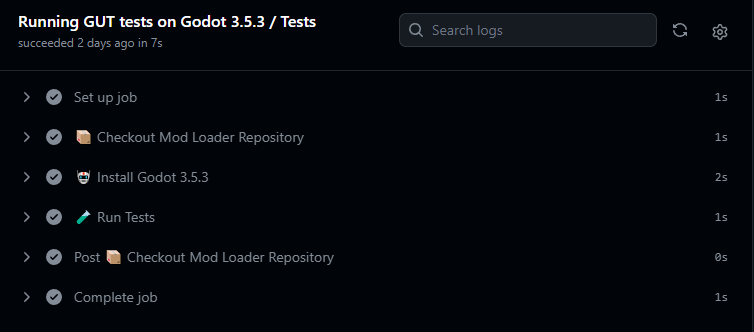 Running GUT tests on Godot 3.5.3 / Tests
succeeded 2 days ago in 7s
Search logs
Set up job 1s
Checkout Mod Loader Repository 1s
Install Godot 3.5.3 2s
Run Tests 1s
Post Checkout Mod Loader Repository 0s
Complete job 1s